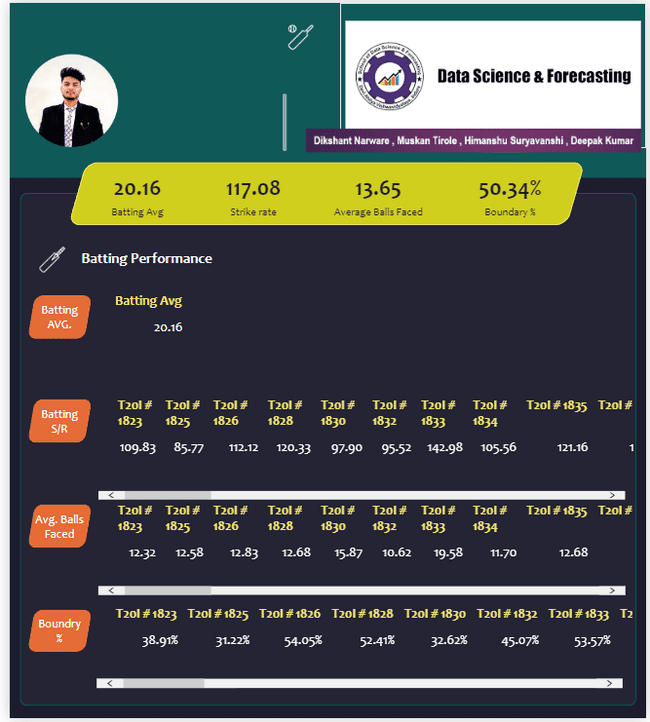 Data Science & Forecasting
Dikshant Narware , Muskan Tirole , Himanshu Suryavanshi , Deepak Kumar
20.16 117.08 13.65 50.34%
Batting Avg Strike rate Average Balls Faced Boundary %
Batting Performance
Batting
AVG.
Batting Avg
20.16
Batting
S/R
T20I # T20I # T20I # T20I # T20I # T20I # T20I # T20I # T20I # 1835 T20I #
1823 1825 1826 1828 1830 1832 1833 1834
109.83 85.77 112.12 120.33 97.90 95.52 142.98 105.56 121.16 1
Avg. Balls
Faced
T20I # T20I # T20I # T20I # T20I # T20I # T20I # T20I # T20I # 1835 T20I #
1823 1825 1826 1828 1830 1832 1833 1834
12.32 12.58 12.83 12.68 15.87 10.62 19.58 11.70 12.68
Boundry
%
T20I # 1823 T20I # 1825 T20I # 1826 T20I # 1828 T20I # 1830 T20I # 1832 T20I # 1833 T2
38.91% 31.22% 54.05% 52.41% 32.62% 45.07% 53.57%